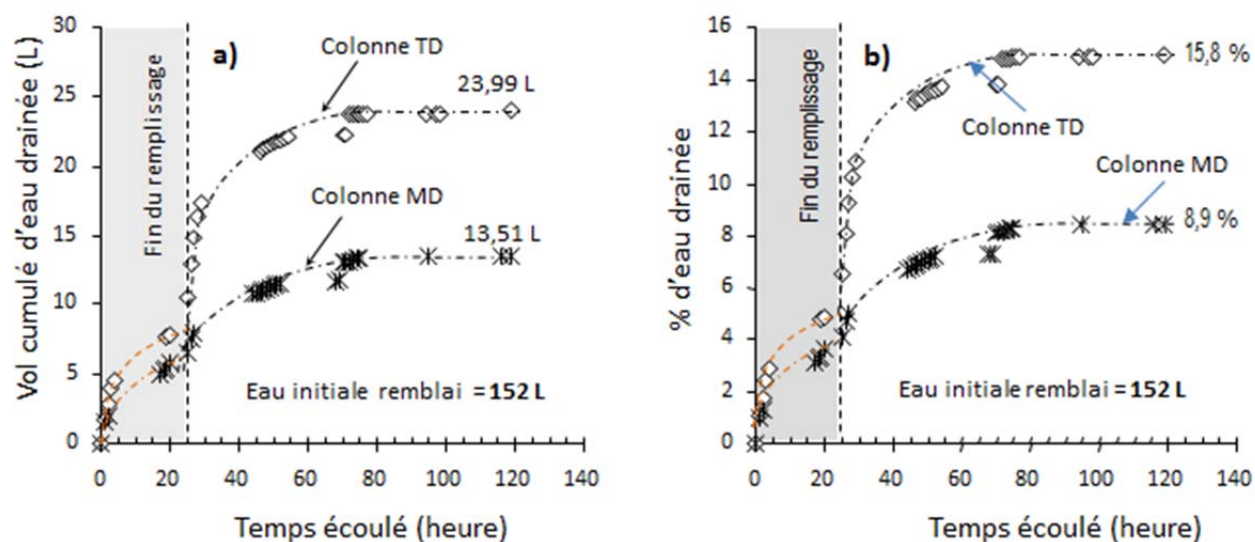 a)
Vol cumulé d'eau drainée (L)
30
25
20
15
10
5
0
Fin du remplissage
Colonne TD
23,99 L
Colonne MD
13,51 L
Eau initiale remblai = 152 L
0 20 40 60 80 100 120 140
Temps écoulé (heure)
b)
% d'eau drainée
16
14
12
10
8
6
4
2
0
Fin du remplissage
15,8 %
Colonne TD
Colonne MD
8,9 %
Eau initiale remblai = 152 L
0 20 40 60 80 100 120 140
Temps écoulé (heure)